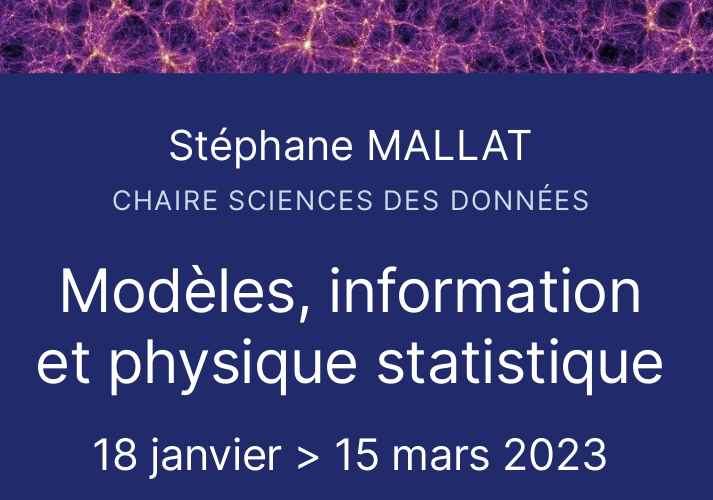 Stéphane MALLAT
CHAIRE SCIENCES DES DONNÉES
Modèles, information
et physique statistique
18 janvier > 15 mars 2023